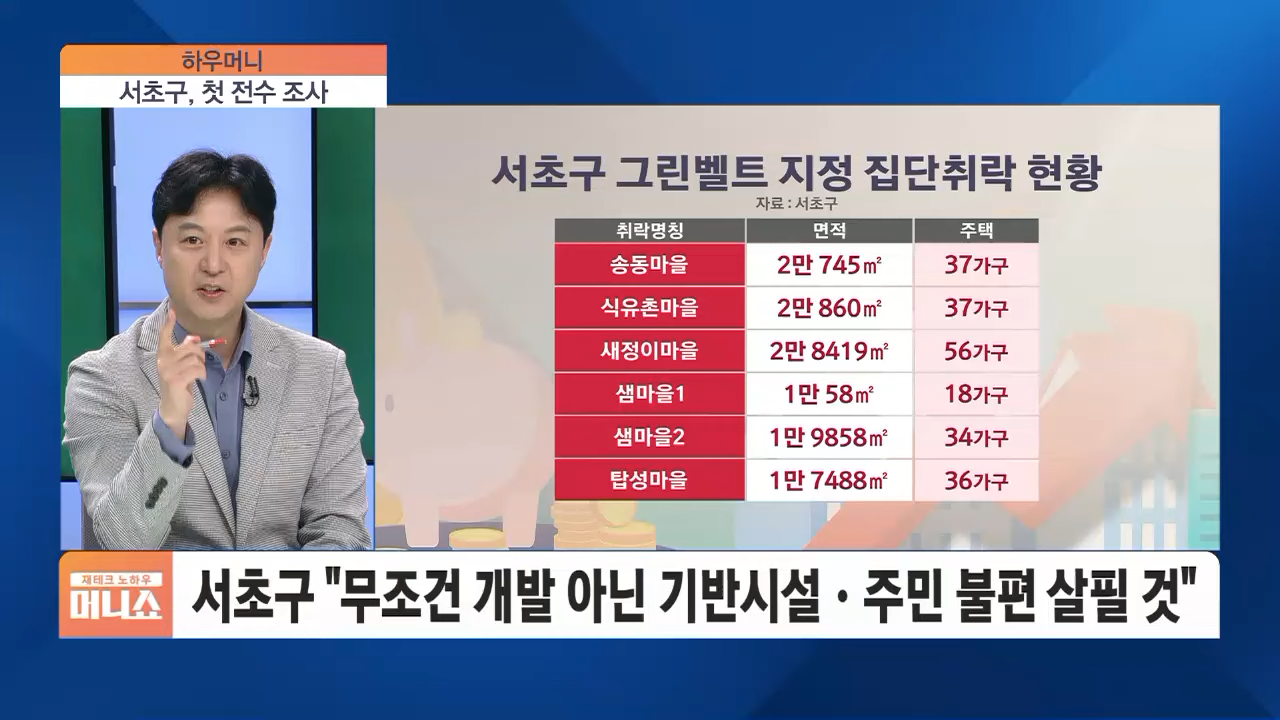 하우머니
서초구, 첫 전수 조사
서초구 그린벨트 지정 집단취락 현황
자료 : 서초구
취락명칭 면적 주택
송동마을 2만 745㎡ 37가구
식유촌마을 2만 860㎡ 37가구
새정이마을 2만 8419㎡ 56가구
샘마을1 1만 58㎡ 18가구
샘마을2 1만 9858㎡ 34가구
탑성마을 1만 7488㎡ 36가구
재테크 노하우
머니쇼
서초구 "무조건 개발 아닌 기반시설 · 주민 불편 살필 것"